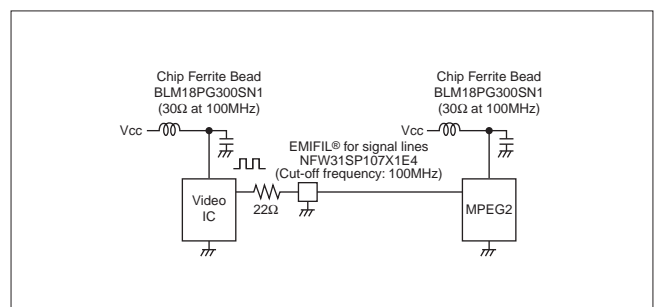 Chip Ferrite Bead
BLM18PG300SN1
(30Ω at 100MHz)
Vcc
Chip Ferrite Bead
BLM18PG300SN1
(30Ω at 100MHz)
Vcc
EMIFIL® for signal lines
NFW31SP107X1E4
(Cut-off frequency: 100MHz)
Video
IC
22Ω
MPEG2